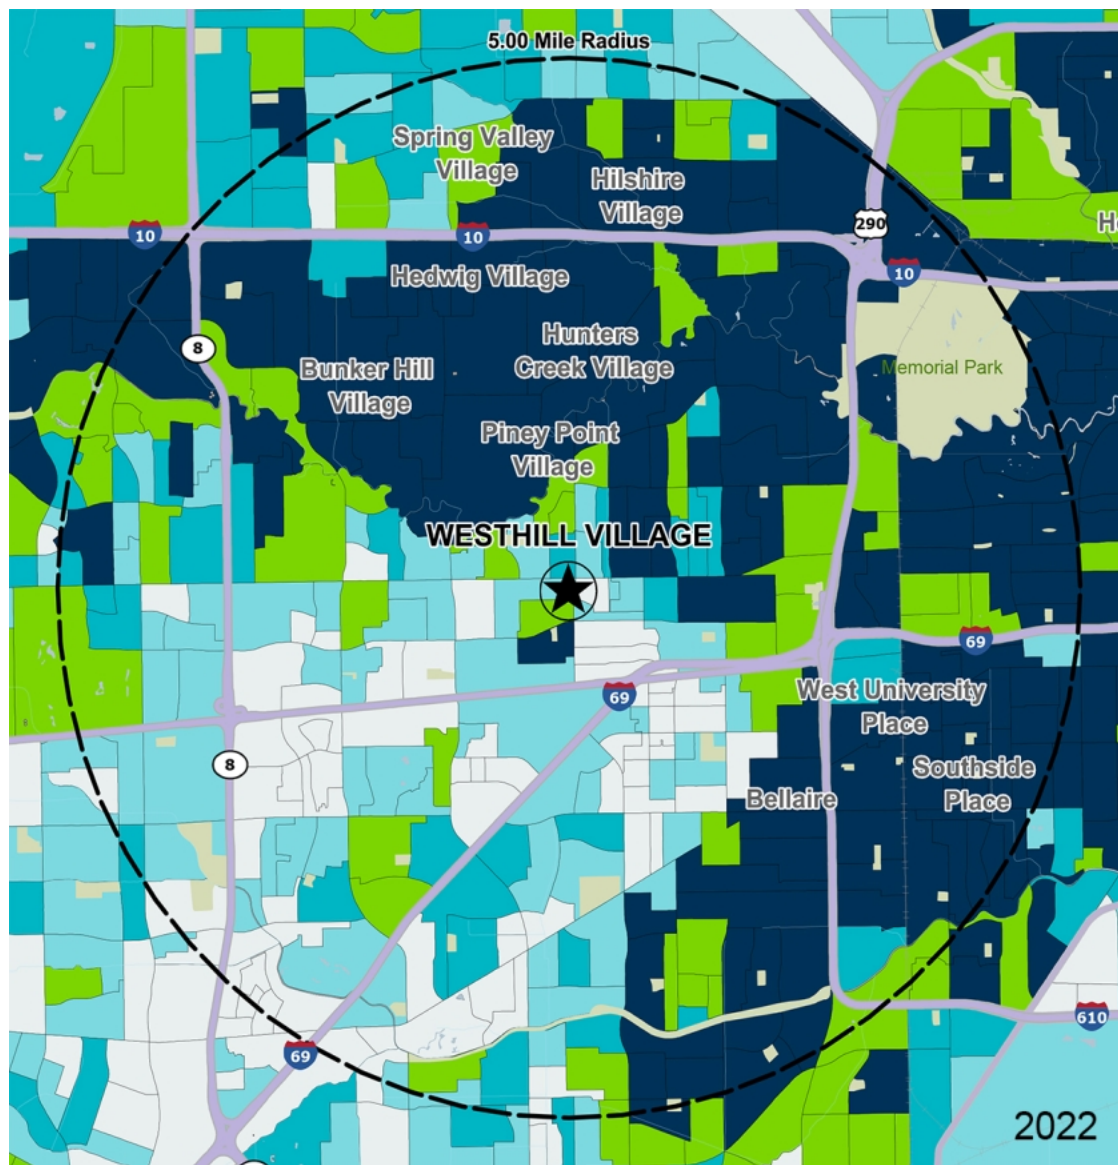 5.00 Mile Radius
Spring Valley
Village
Hilshire
Village
290
10
10
10
Hedwig Village
8
Hunters
Creek Village
Bunker Hill
Village
Memorial Park
Piney Point
Village
WESTHILL VILLAGE
69
69
West University
Place
8
Southside
Place
Bellaire
69
610
2022